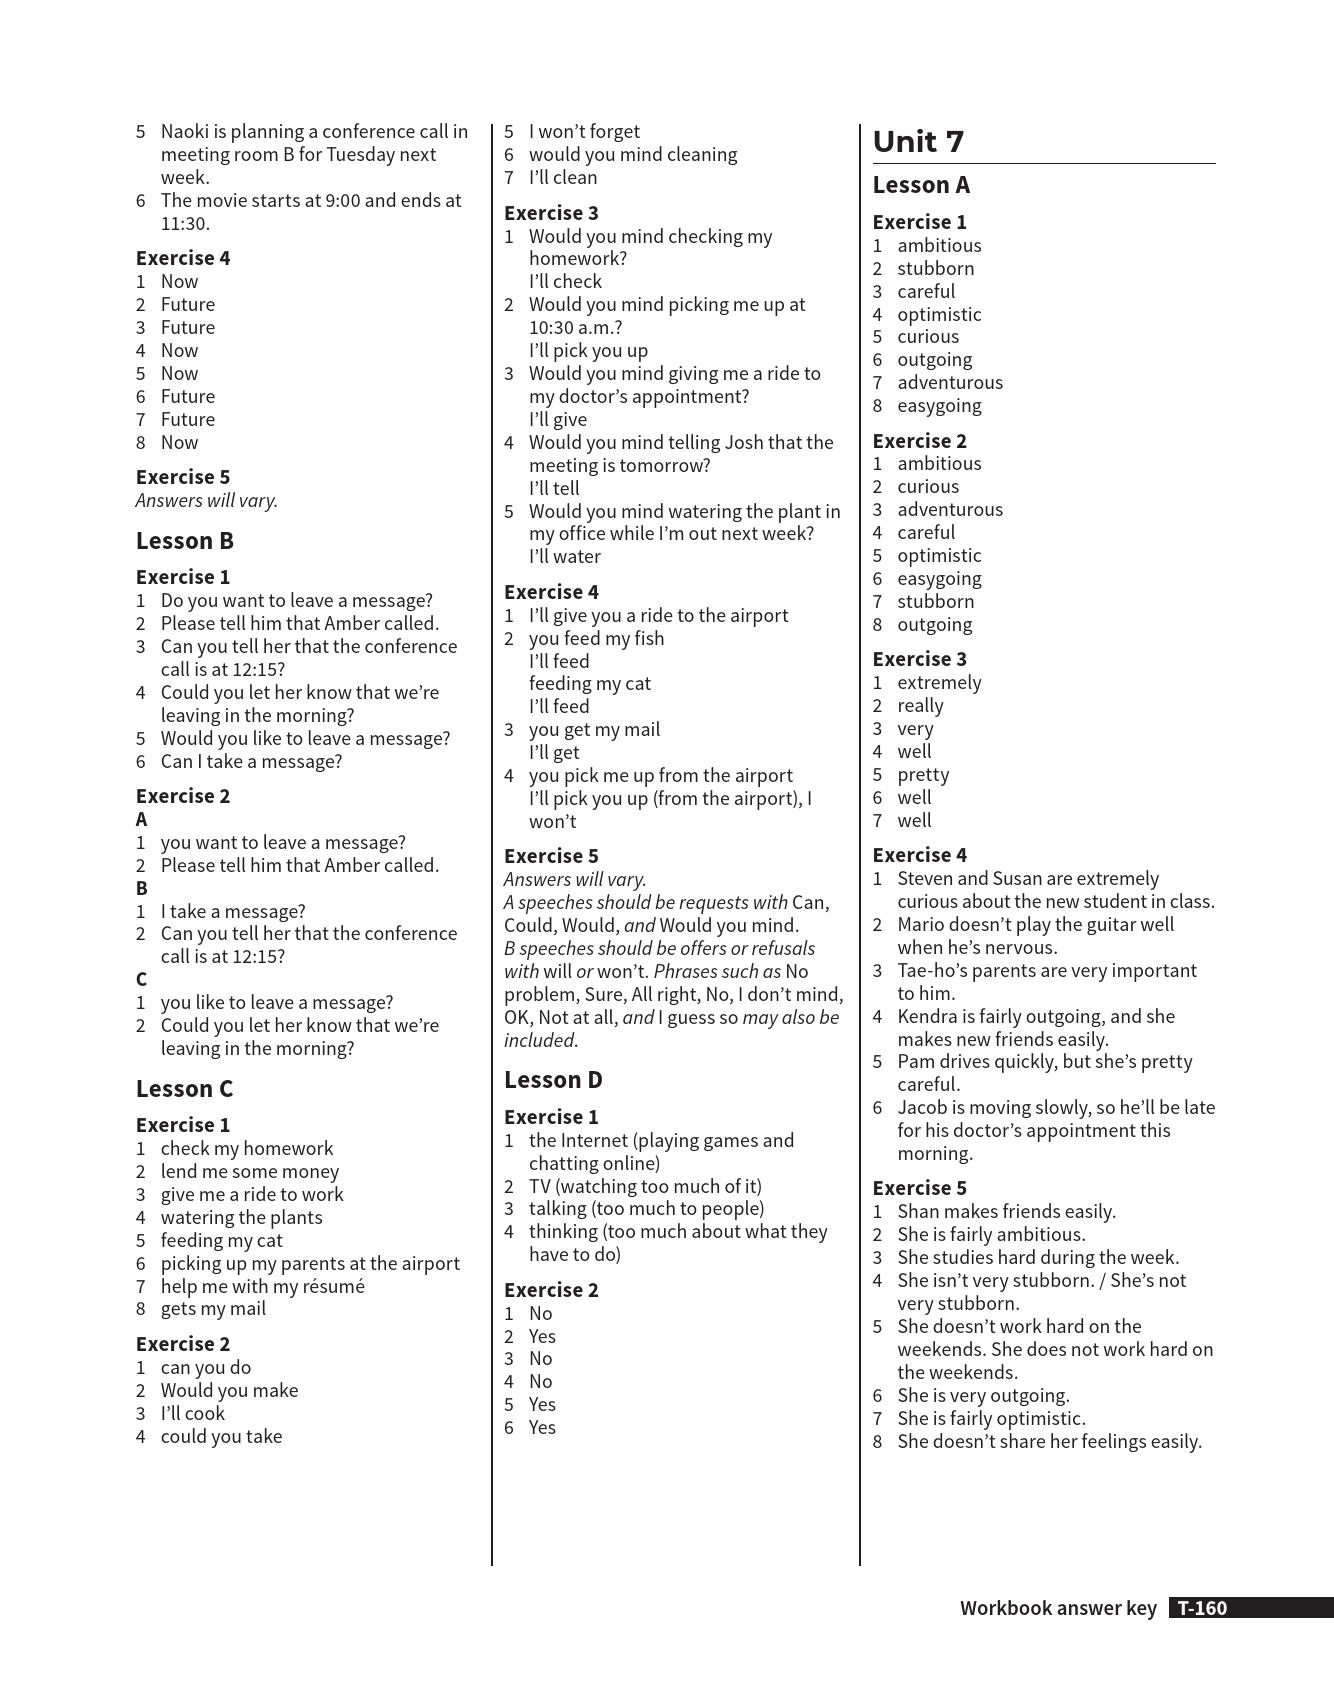 5 Naoki is planning a conference call in
meeting room B for Tuesday next
week.
6 The movie starts at 9:00 and ends at
11:30.
Exercise 4
1 Now
2 Future
3 Future
4 Now
5 Now
6 Future
7 Future
8 Now
Exercise 5
Answers will vary.
Lesson B
Exercise 1
1 Do you want to leave a message?
2 Please tell him that Amber called.
3 Can you tell her that the conference
call is at 12:15?
4 Could you let her know that we’re
leaving in the morning?
5 Would you like to leave a message?
6 Can I take a message?
Exercise 2
A
1 you want to leave a message?
2 Please tell him that Amber called.
B
1 I take a message?
2 Can you tell her that the conference
call is at 12:15?
C
1 you like to leave a message?
2 Could you let her know that we’re
leaving in the morning?
Lesson C
Exercise 1
1 check my homework
2 lend me some money
3 give me a ride to work
4 watering the plants
5 feeding my cat
6 picking up my parents at the airport
7 help me with my résumé
8 gets my mail
Exercise 2
1 can you do
2 Would you make
3 I’ll cook
4 could you take
5 I won’t forget
6 would you mind cleaning
7 I’ll clean
Exercise 3
1 Would you mind checking my
homework?
I’ll check
2 Would you mind picking me up at
10:30 a.m.?
I’ll pick you up
3 Would you mind giving me a ride to
my doctor’s appointment?
I’ll give
4 Would you mind telling Josh that the
meeting is tomorrow?
I’ll tell
5 Would you mind watering the plant in
my office while I’m out next week?
I’ll water
Exercise 4
1 I’ll give you a ride to the airport
2 you feed my fish
I’ll feed
feeding my cat
I’ll feed
3 you get my mail
I’ll get
4 you pick me up from the airport
I’ll pick you up (from the airport), I
won’t
Exercise 5
Answers will vary.
A speeches should be requests with Can,
Could, Would, and Would you mind.
B speeches should be offers or refusals
with will or won’t. Phrases such as No
problem, Sure, All right, No, I don’t mind,
OK, Not at all, and I guess so may also be
included.
Lesson D
Exercise 1
1 the Internet (playing games and
chatting online)
2 TV (watching too much of it)
3 talking (too much to people)
4 thinking (too much about what they
have to do)
Exercise 2
1 No
2 Yes
3 No
4 No
5 Yes
6 Yes
Unit 7
Lesson A
Exercise 1
1 ambitious
2 stubborn
3 careful
4 optimistic
5 curious
6 outgoing
7 adventurous
8 easygoing
Exercise 2
1 ambitious
2 curious
3 adventurous
4 careful
5 optimistic
6 easygoing
7 stubborn
8 outgoing
Exercise 3
1 extremely
2 really
3 very
4 well
5 pretty
6 well
7 well
Exercise 4
1 Steven and Susan are extremely
curious about the new student in class.
2 Mario doesn’t play the guitar well
when he’s nervous.
3 Tae-ho’s parents are very important
to him.
4 Kendra is fairly outgoing, and she
makes new friends easily.
5 Pam drives quickly, but she’s pretty
careful.
6 Jacob is moving slowly, so he’ll be late
for his doctor’s appointment this
morning.
Exercise 5
1 Shan makes friends easily.
2 She is fairly ambitious.
3 She studies hard during the week.
4 She isn’t very stubborn. / She’s not
very stubborn.
5 She doesn’t work hard on the
weekends. She does not work hard on
the weekends.
6 She is very outgoing.
7 She is fairly optimistic.
8 She doesn’t share her feelings easily.
Workbook answer key T-160